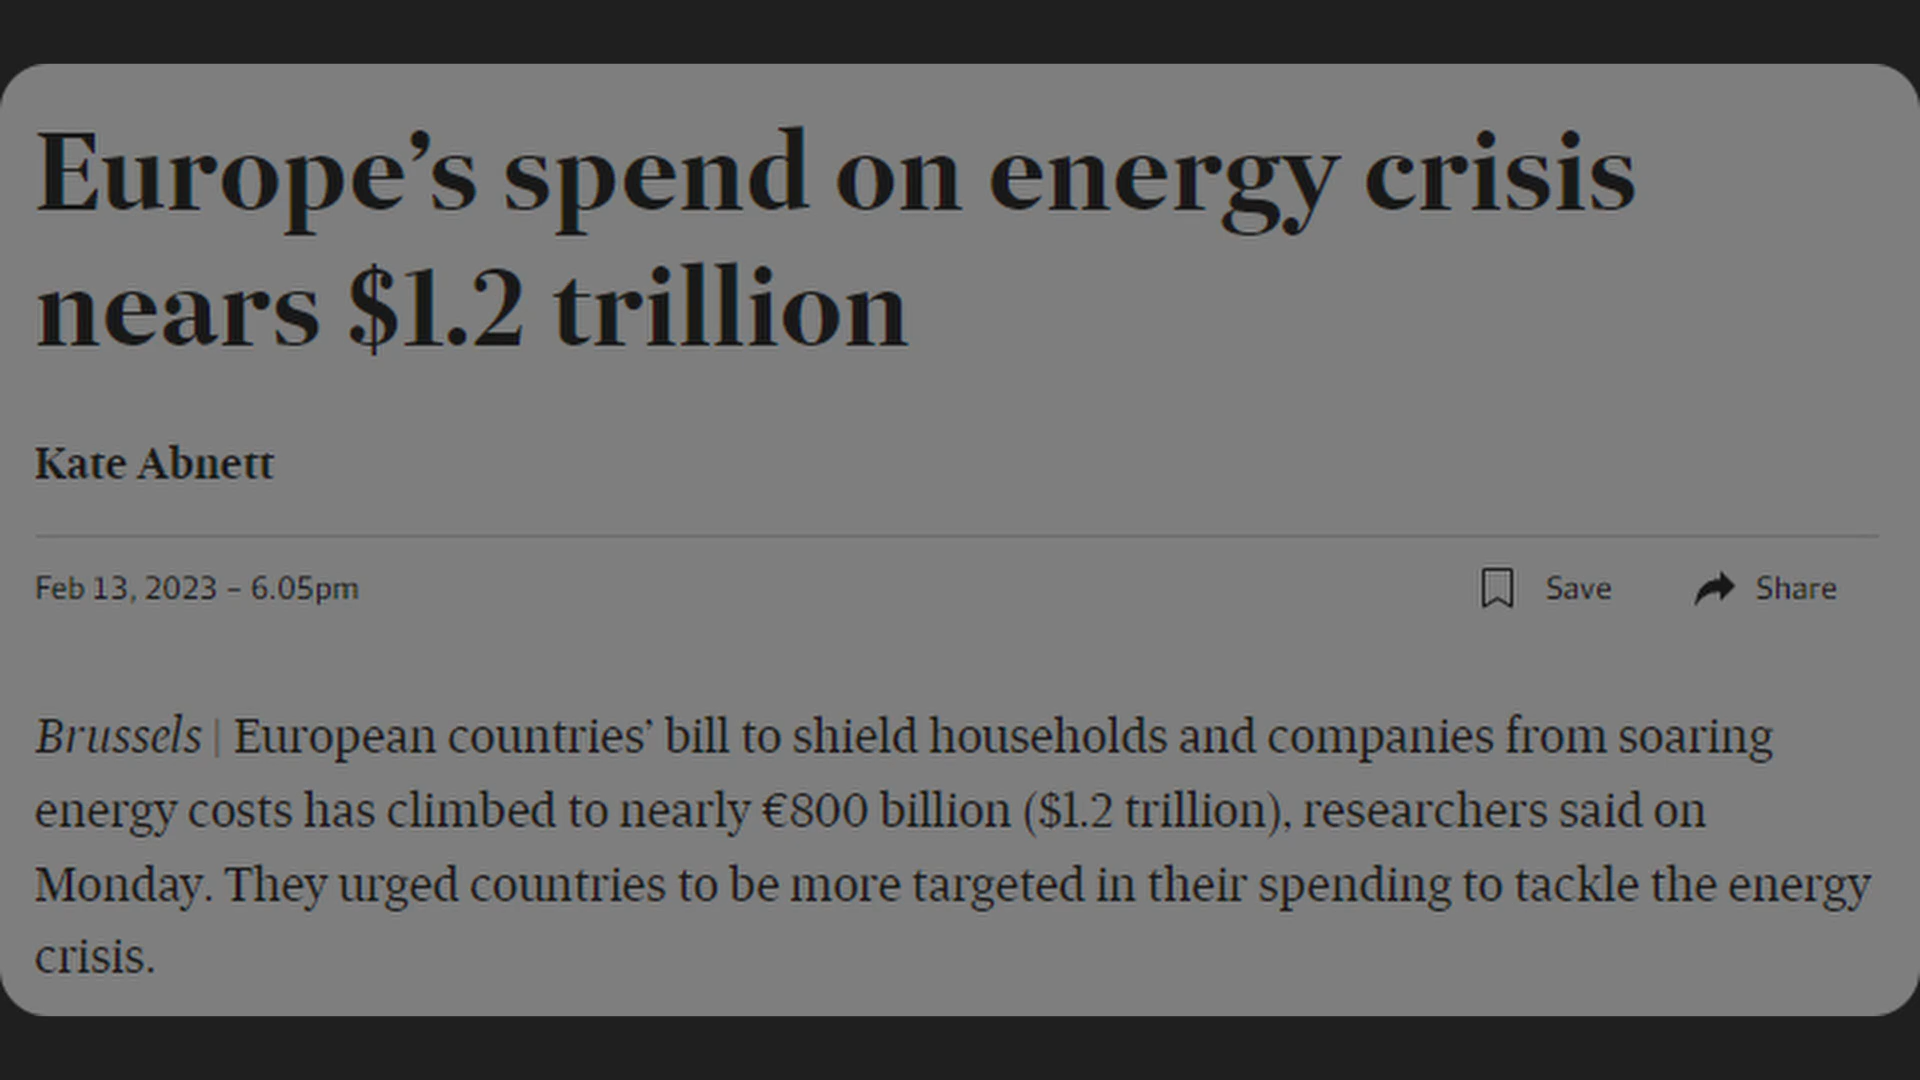 Europe’s spend on energy crisis
nears $1.2 trillion
Kate Abnett
Feb 13, 2023 – 6.05pm
Save
Share
Brussels | European countries’ bill to shield households and companies from soaring
energy costs has climbed to nearly €800 billion ($1.2 trillion), researchers said on
Monday. They urged countries to be more targeted in their spending to tackle the energy
crisis.